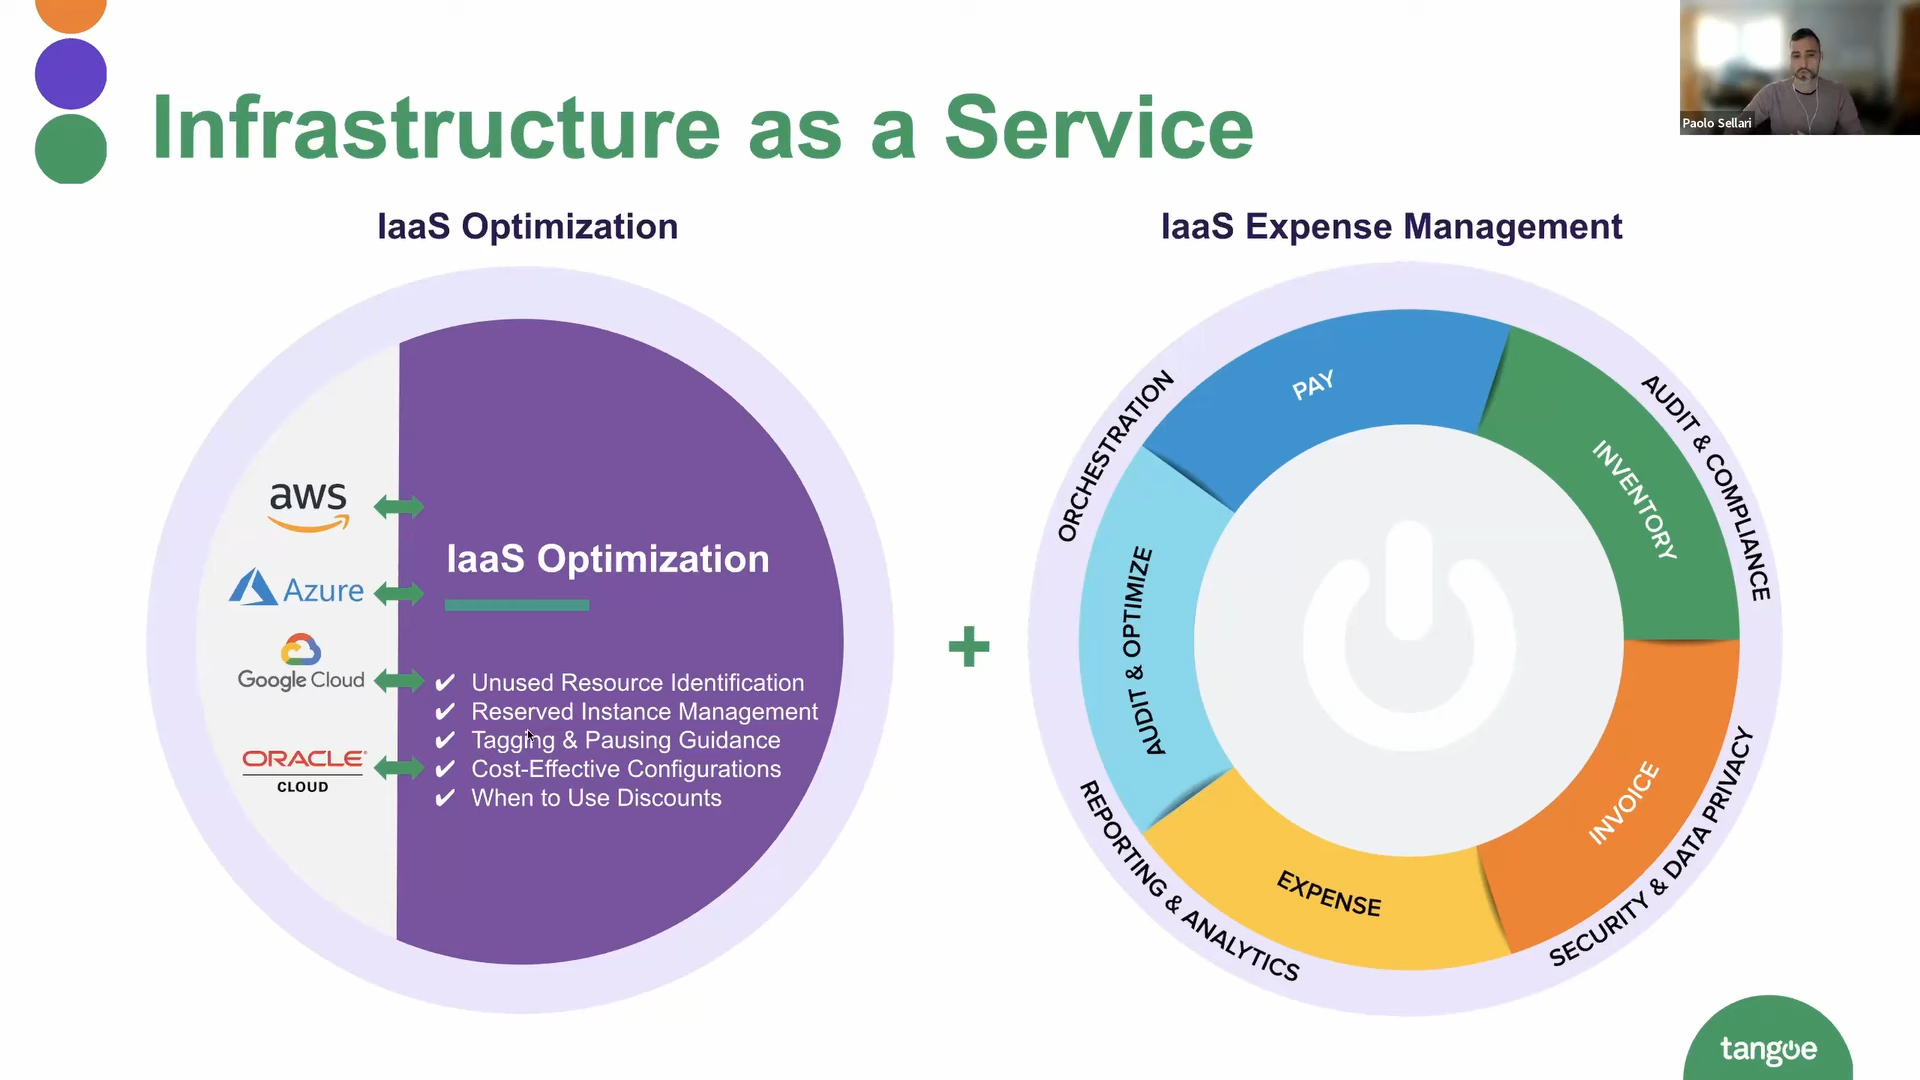 Infrastructure as a Service
Paolo Sellari
IaaS Optimization
aws
Azure
Google Cloud
ORACLE
CLOUD
IaaS Optimization
✔ Unused Resource Identification
✔ Reserved Instance Management
✔ Tagging & Pausing Guidance
✔ Cost-Effective Configurations
✔ When to Use Discounts
+
IaaS Expense Management
ORCHESTRATION
AUDIT & COMPLIANCE
SECURITY & DATA PRIVACY
REPORTING & ANALYTICS
PAY
INVENTORY
INVOICE
EXPENSE
AUDIT & OPTIMIZE
tangoe